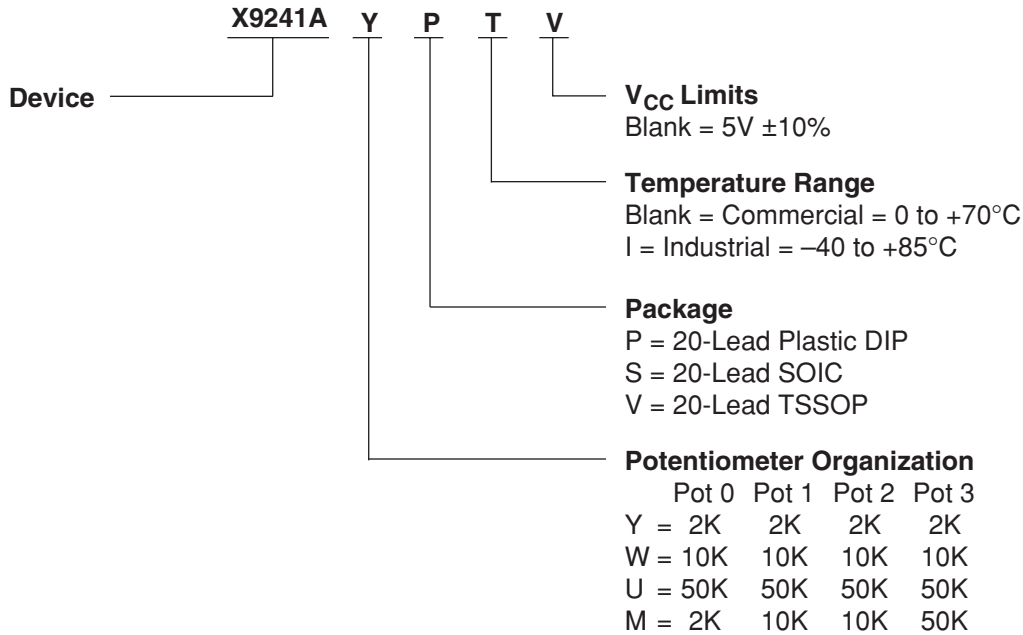 X9241A Y P T V
Device
VCC Limits
Blank = 5V ±10%
Temperature Range
Blank = Commercial = 0 to +70°C
I = Industrial = –40 to +85°C
Package
P = 20-Lead Plastic DIP
S = 20-Lead SOIC
V = 20-Lead TSSOP
Potentiometer Organization
Pot 0 Pot 1 Pot 2 Pot 3
Y = 2K 2K 2K 2K
W = 10K 10K 10K 10K
U = 50K 50K 50K 50K
M = 2K 10K 10K 50K